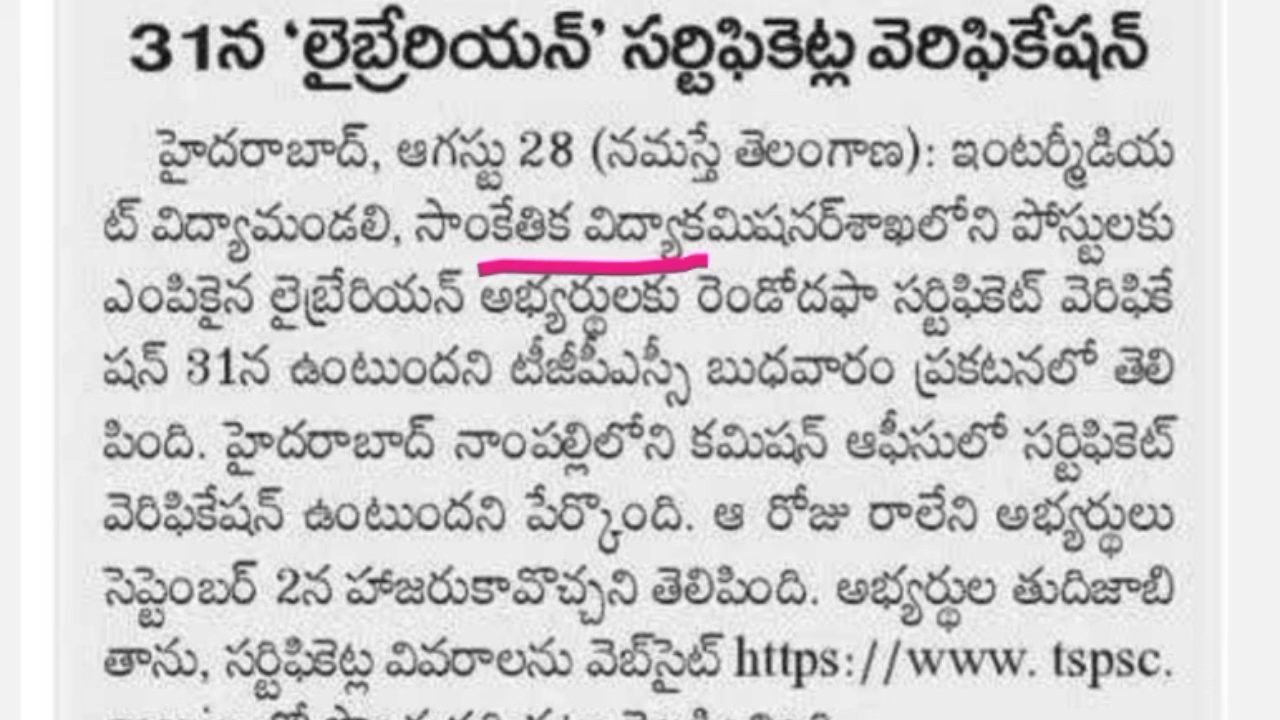 31న ‘లైబ్రేరియన్’ సర్టిఫికెట్ల వెరిఫికేషన్
హైదరాబాద్, ఆగస్టు 28 (నమస్తే తెలంగాణ): ఇంటర్మీడియ
ట్ విద్యామండలి, సాంకేతిక విద్యాకమిషనర్‌శాఖలోని పోస్టులకు
ఎంపికైన లైబ్రేరియన్ అభ్యర్థులకు రెండోదఫా సర్టిఫికెట్ వెరిఫికే
షన్ 31న ఉంటుందని టీజీపీఎస్సీ బుధవారం ప్రకటనలో తెలి
పింది. హైదరాబాద్ నాంపల్లిలోని కమిషన్ ఆఫీసులో సర్టిఫికెట్
వెరిఫికేషన్ ఉంటుందని పేర్కొంది. ఆ రోజు రాలేని అభ్యర్థులు
సెప్టెంబర్ 2న హాజరుకావొచ్చని తెలిపింది. అభ్యర్థుల తుదిజాబి
తాను, సర్టిఫికెట్ల వివరాలను వెబ్‌సైట్ https://www. tspsc.